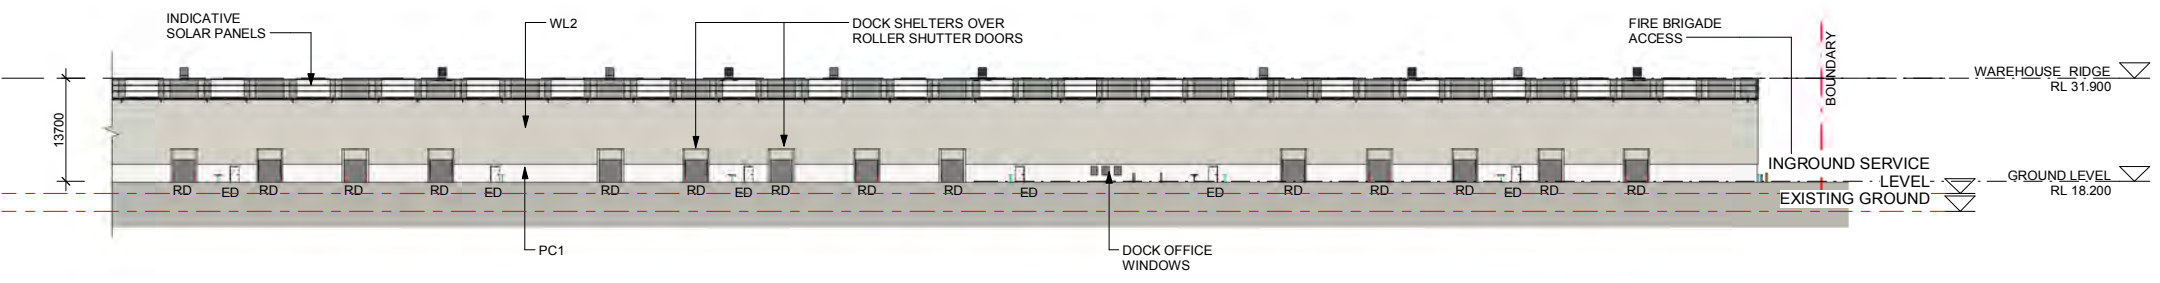 INDICATIVE
SOLAR PANELS
WL2
DOCK SHELTERS OVER
ROLLER SHUTTER DOORS
FIRE BRIGADE
ACCESS
BOUNDARY
WAREHOUSE RIDGE
RL 31.900
13700
INGROUND SERVICE
LEVEL
GROUND LEVEL
RL 18.200
EXISTING GROUND
RD ED RD RD RD ED RD RD ED RD RD RD ED ED RD RD RD ED RD RD
PC1
DOCK OFFICE
WINDOWS